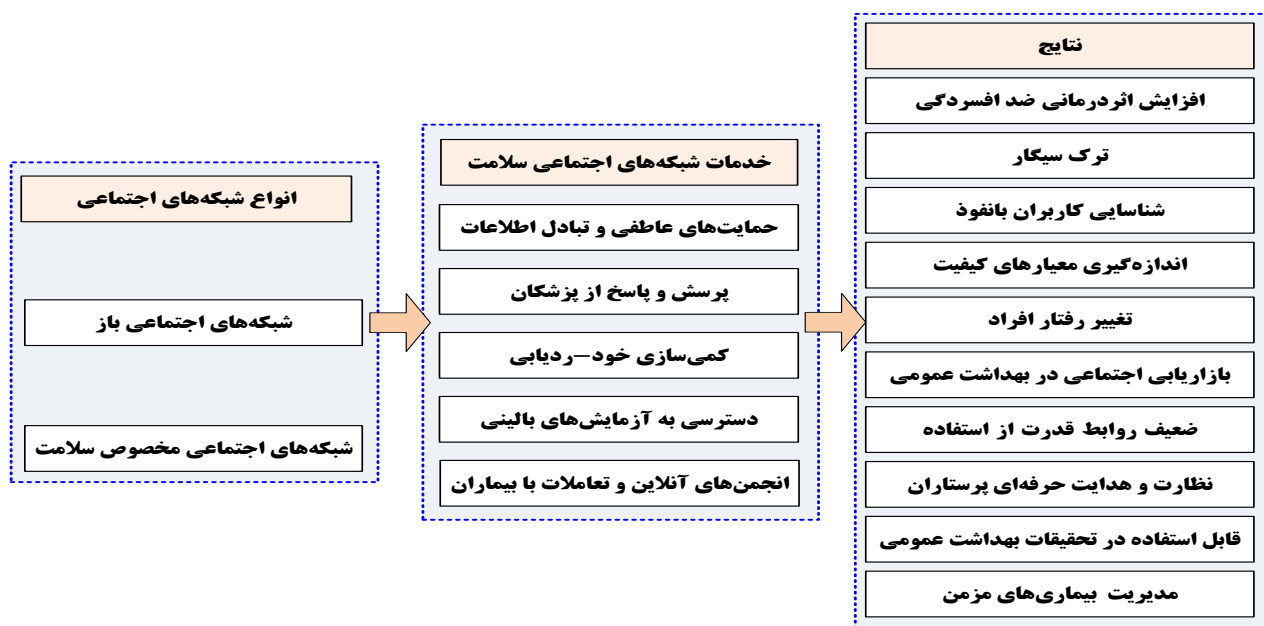 انواع شبکه‌های اجتماعی
شبکه‌های اجتماعی باز
شبکه‌های اجتماعی مخصوص سلامت
خدمات شبکه‌های اجتماعی سلامت
حمایت‌های عاطفی و تبادل اطلاعات
پرسش و پاسخ از پزشکان
کمی‌سازی خود–ردیابی
دسترسی به آزمایش‌های بالینی
انجمن‌های آنلاین و تعاملات با بیماران
نتایج
افزایش اثردرمانی ضد افسردگی
ترک سیگار
شناسایی کاربران بانفوذ
اندازه‌گیری معیارهای کیفیت
تغییر رفتار افراد
بازاریابی اجتماعی در بهداشت عمومی
ضعیف روابط قدرت از استفاده
نظارت و هدایت حرفه‌ای پرستاران
قابل استفاده در تحقیقات بهداشت عمومی
مدیریت بیماری‌های مزمن